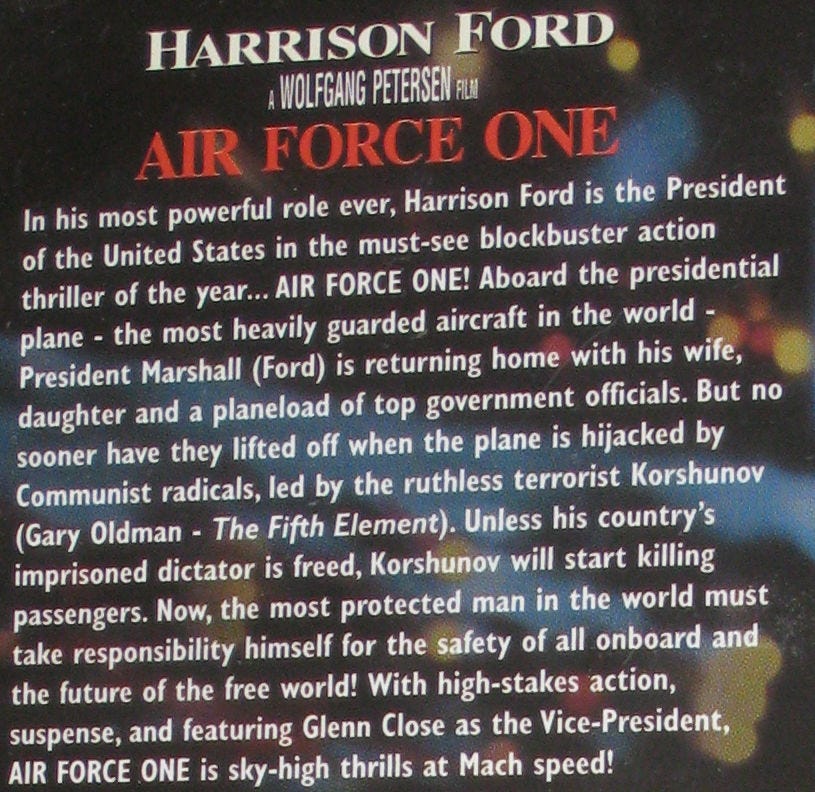 HARRISON FORD
A WOLFGANG PETERSEN FILM
AIR FORCE ONE
In his most powerful role ever, Harrison Ford is the President
of the United States in the must-see blockbuster action
thriller of the year... AIR FORCE ONE! Aboard the presidential
plane - the most heavily guarded aircraft in the world -
President Marshall (Ford) is returning home with his wife,
daughter and a planeload of top government officials. But no
sooner have they lifted off when the plane is hijacked by
Communist radicals, led by the ruthless terrorist Korshunov
(Gary Oldman - The Fifth Element). Unless his country's
imprisoned dictator is freed, Korshunov will start killing
passengers. Now, the most protected man in the world must
take responsibility himself for the safety of all onboard and
the future of the free world! With high-stakes action,
suspense, and featuring Glenn Close as the Vice-President,
AIR FORCE ONE is sky-high thrills at Mach speed!